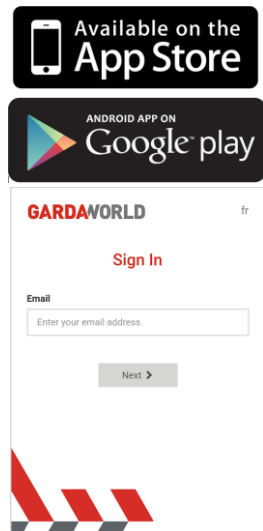 Available on the
App Store
ANDROID APP ON
Google play
GARDAWORLD
fr
Sign In
Email
Enter your email address
Next